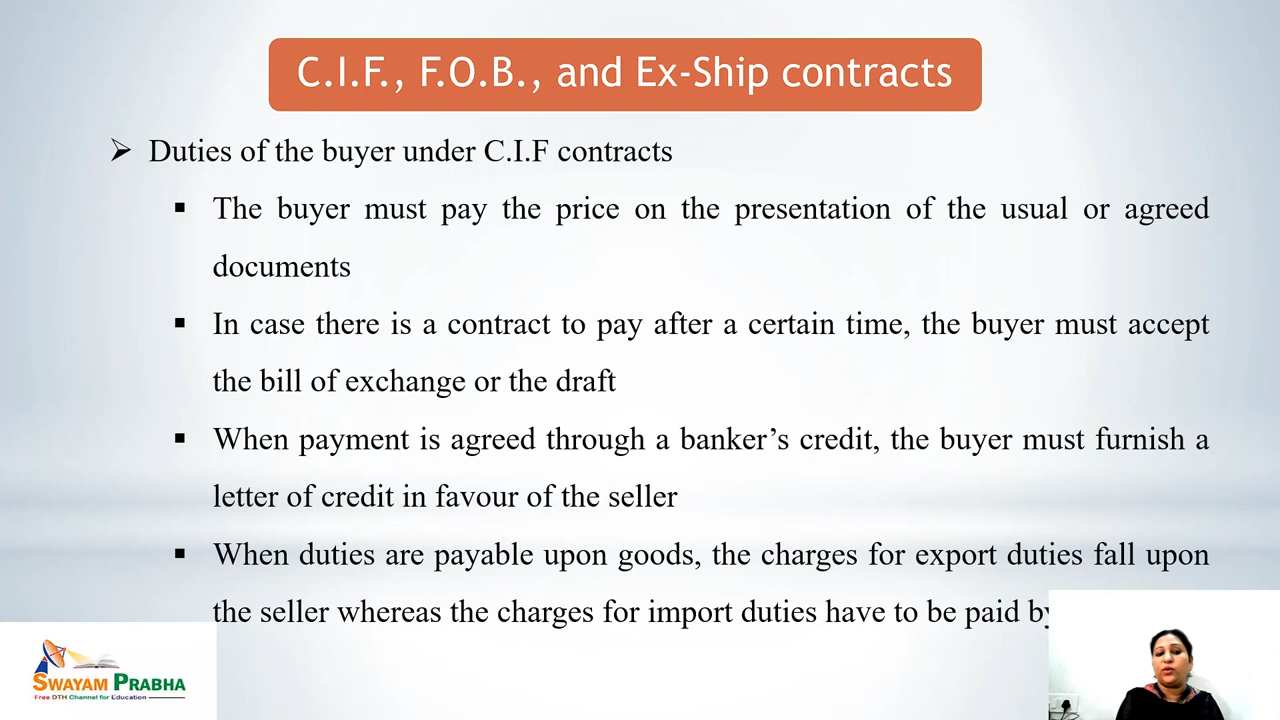 C.I.F., F.O.B., and Ex-Ship contracts
Duties of the buyer under C.I.F contracts
The buyer must pay the price on the presentation of the usual or agreed
documents
In case there is a contract to pay after a certain time, the buyer must accept
the bill of exchange or the draft
When payment is agreed through a banker’s credit, the buyer must furnish a
letter of credit in favour of the seller
When duties are payable upon goods, the charges for export duties fall upon
the seller whereas the charges for import duties have to be paid by
SWAYAM PRABHA
Free DTH Channel for Education